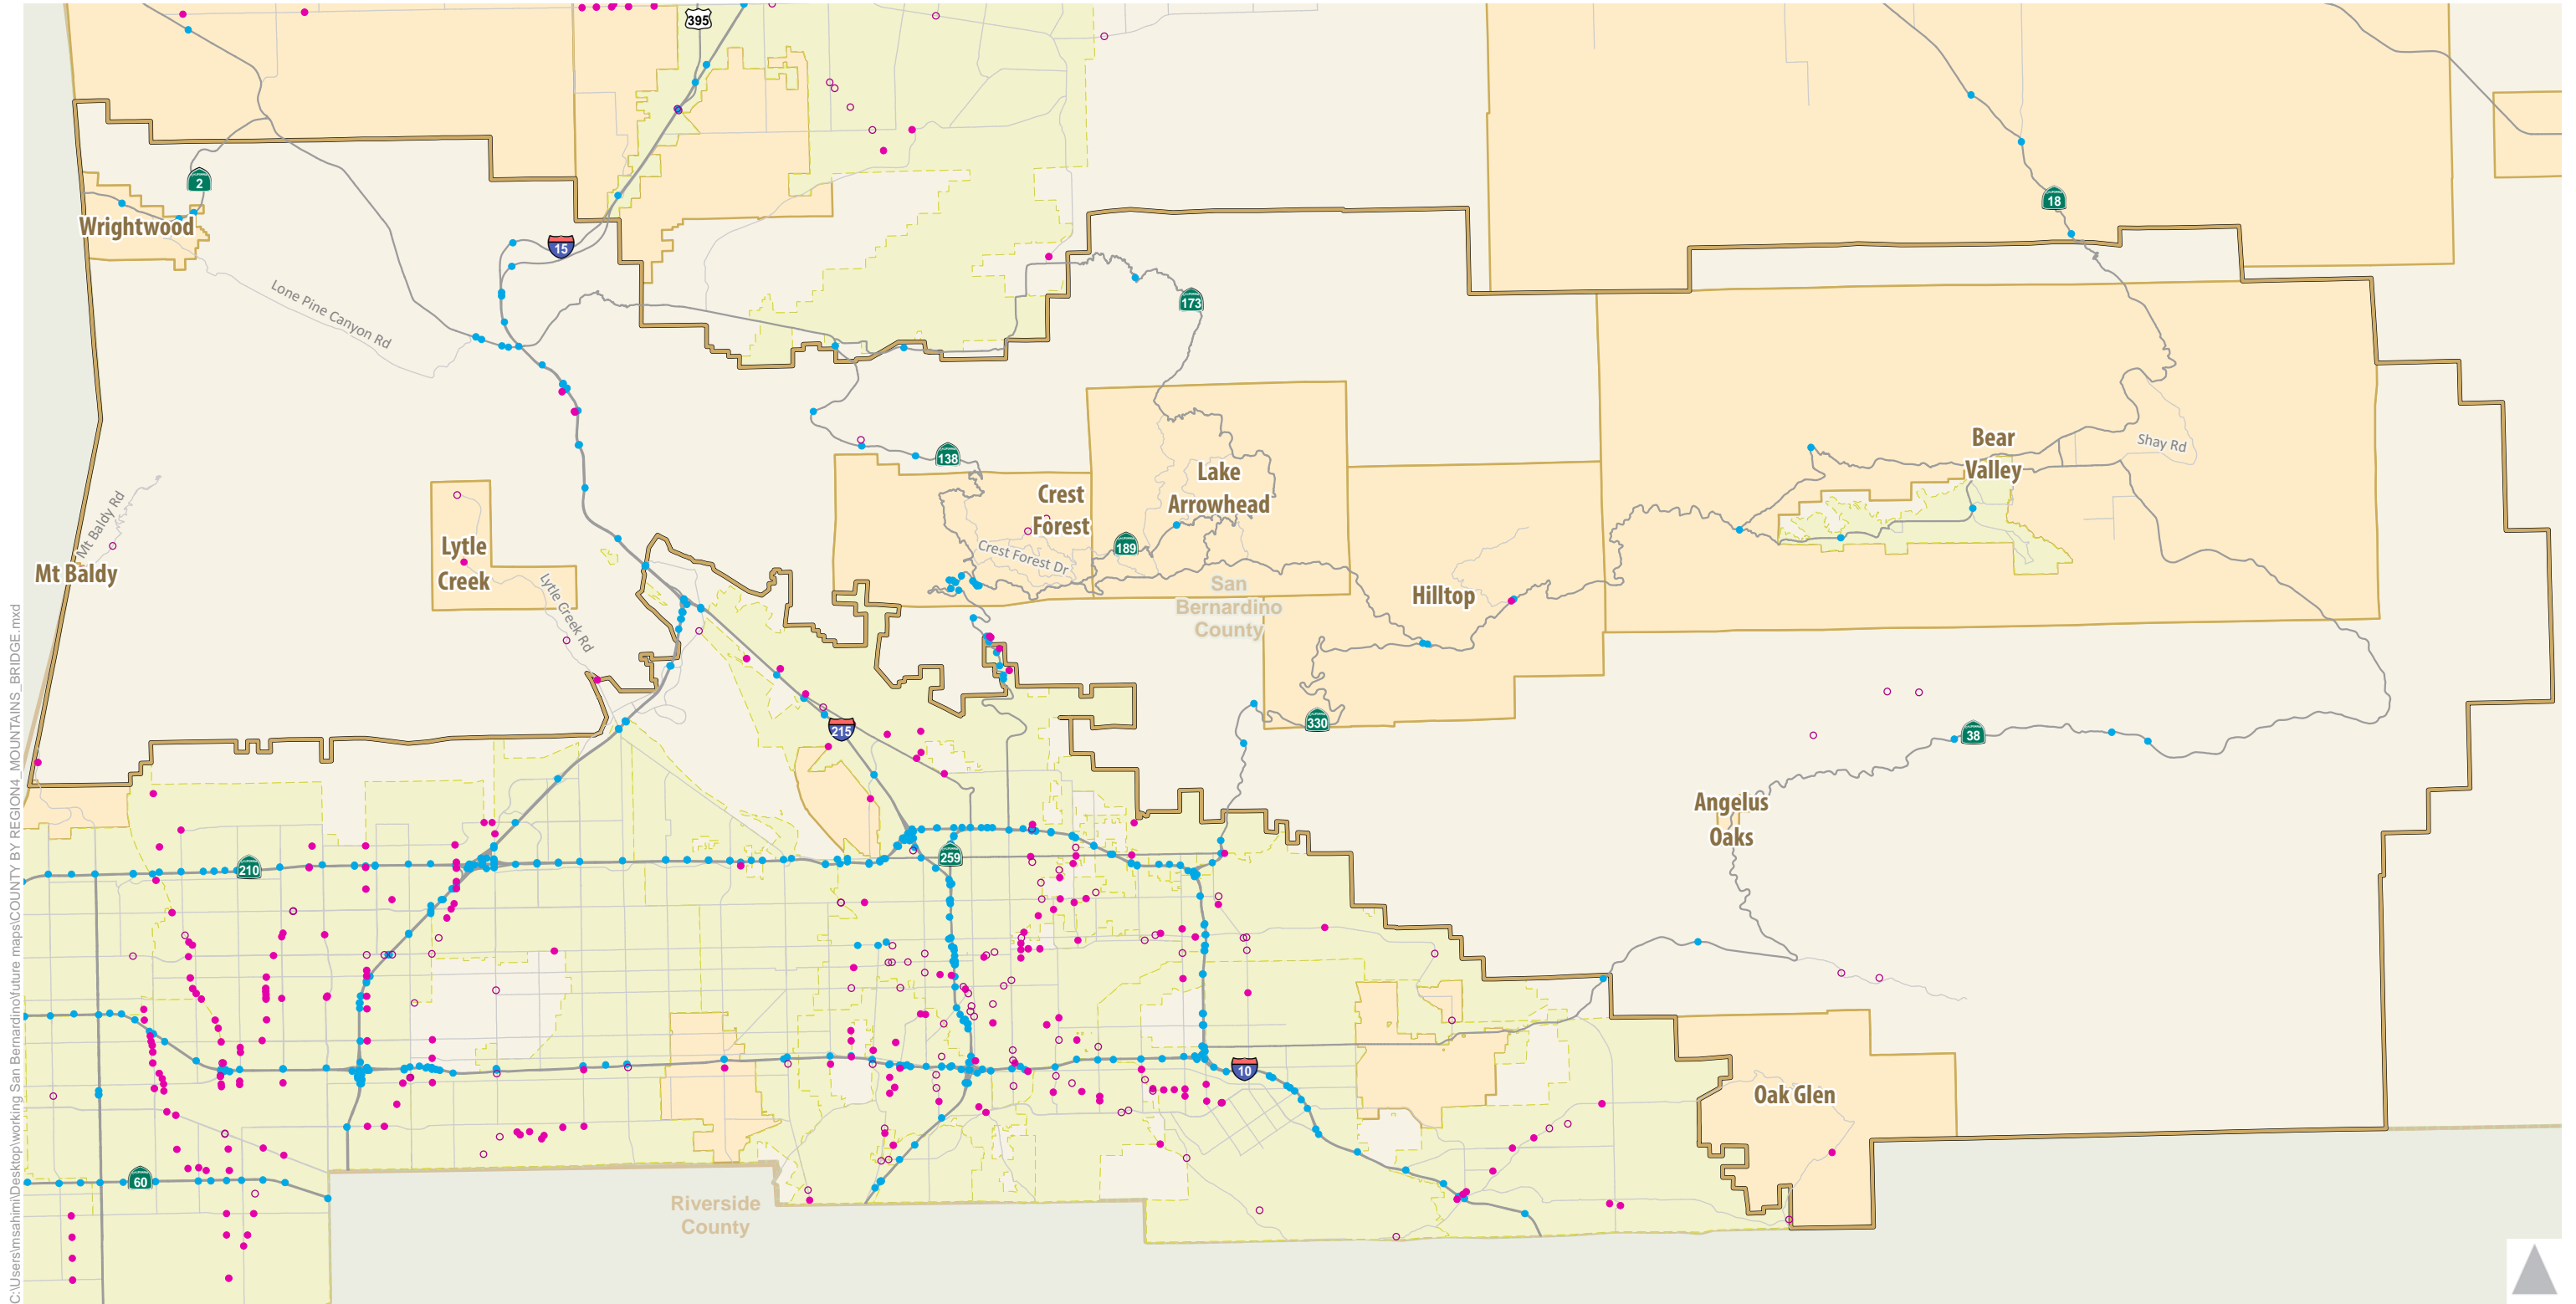 395
2
Wrightwood
15
18
Lone Pine Canyon Rd
173
138
Bear
Valley
Shay Rd
Lake
Arrowhead
Crest
Forest
Mt Baldy Rd
Mt Baldy
Lytle
Creek
Lytle Creek Rd
189
Crest Forest Dr
San
Bernardino
County
Hilltop
215
330
38
Angelus
Oaks
210
259
10
Oak Glen
60
Riverside
County
C:\Users\msahimi\Desktop\working San Bernardino\future maps\COUNTY BY REGION4_MOUNTAINS_BRIDGE.mxd